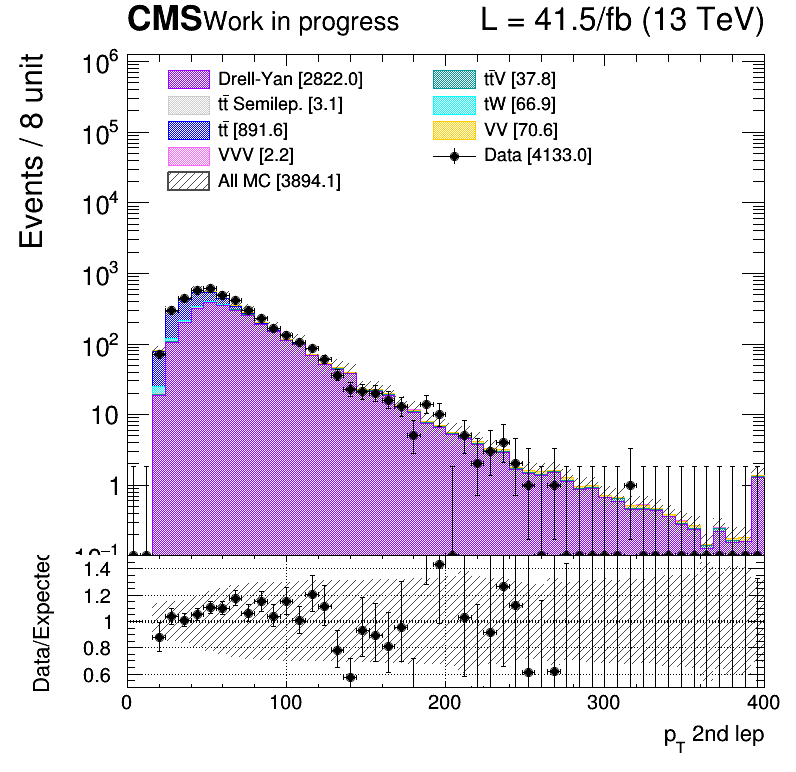 CMS Work in progress L = 41.5/fb (13 TeV)
Events / 8 unit
Drell-Yan [2822.0]
tt̄ Semilep. [3.1]
tt̄ [891.6]
VVV [2.2]
All MC [3894.1]
tt̄V [37.8]
tW [66.9]
VV [70.6]
Data [4133.0]
10⁶
10⁵
10⁴
10³
10²
10
1
10⁻¹
Data/Expected
1.4
1.2
1
0.8
0.6
0 100 200 300 400
p_T 2nd lep